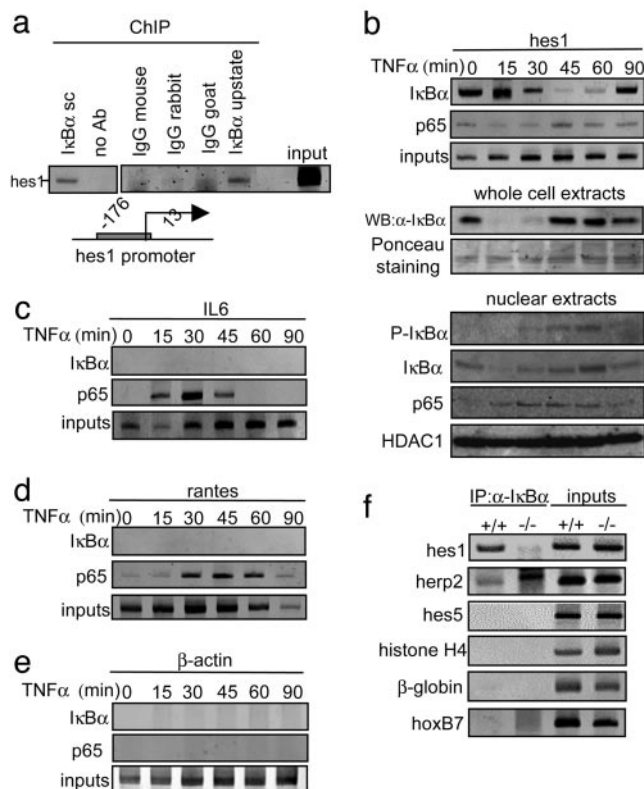 a
ChIP
IκBα sc
no Ab
IgG mouse
IgG rabbit
IgG goat
IκBα upstate
input
hes1
-176
13
hes1 promoter
b
hes1
TNFα (min)
0 15 30 45 60 90
IκBα
p65
inputs
whole cell extracts
WB:α-IκBα
Ponceau
staining
nuclear extracts
P-IκBα
IκBα
p65
HDAC1
c
IL6
TNFα (min)
0 15 30 45 60 90
IκBα
p65
inputs
d
rantes
TNFα (min)
0 15 30 45 60 90
IκBα
p65
inputs
e
β-actin
TNFα (min)
0 15 30 45 60 90
IκBα
p65
inputs
f
IP:α-IκBα inputs
+/+ -/- +/+ -/-
hes1
herp2
hes5
histone H4
β-globin
hoxB7